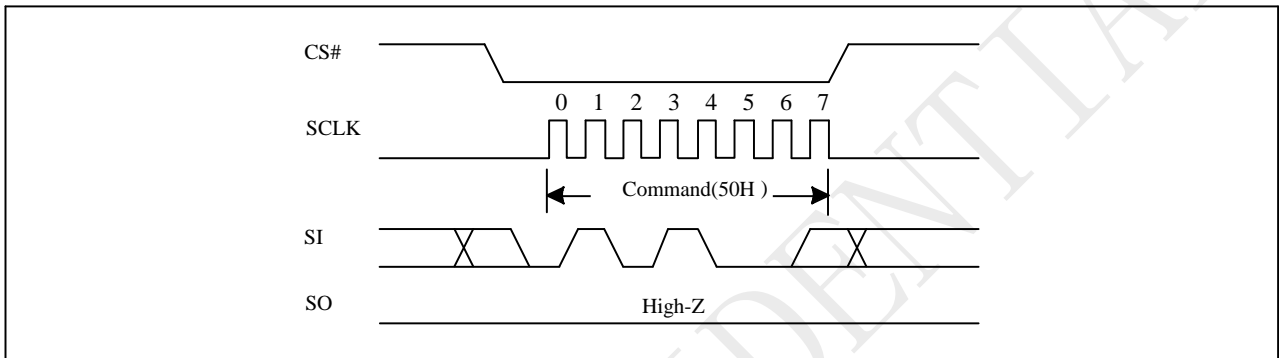 CS#
0 1 2 3 4 5 6 7
SCLK
Command(50H )
SI
SO
High-Z